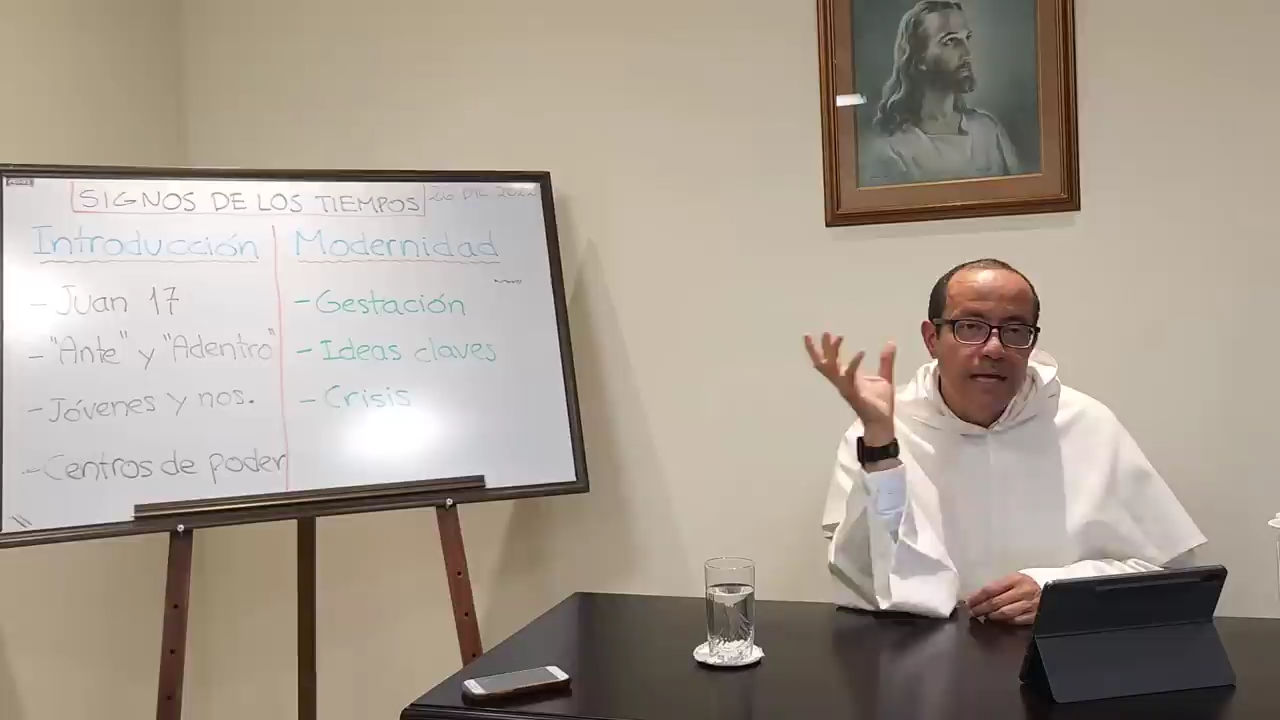 SIGNOS DE LOS TIEMPOS
Introducción
- Juan 17
- "Ante" y "Adentro"
- Jóvenes y nos.
- Centros de poder
Modernidad
- Gestación
- Ideas claves
- Crisis